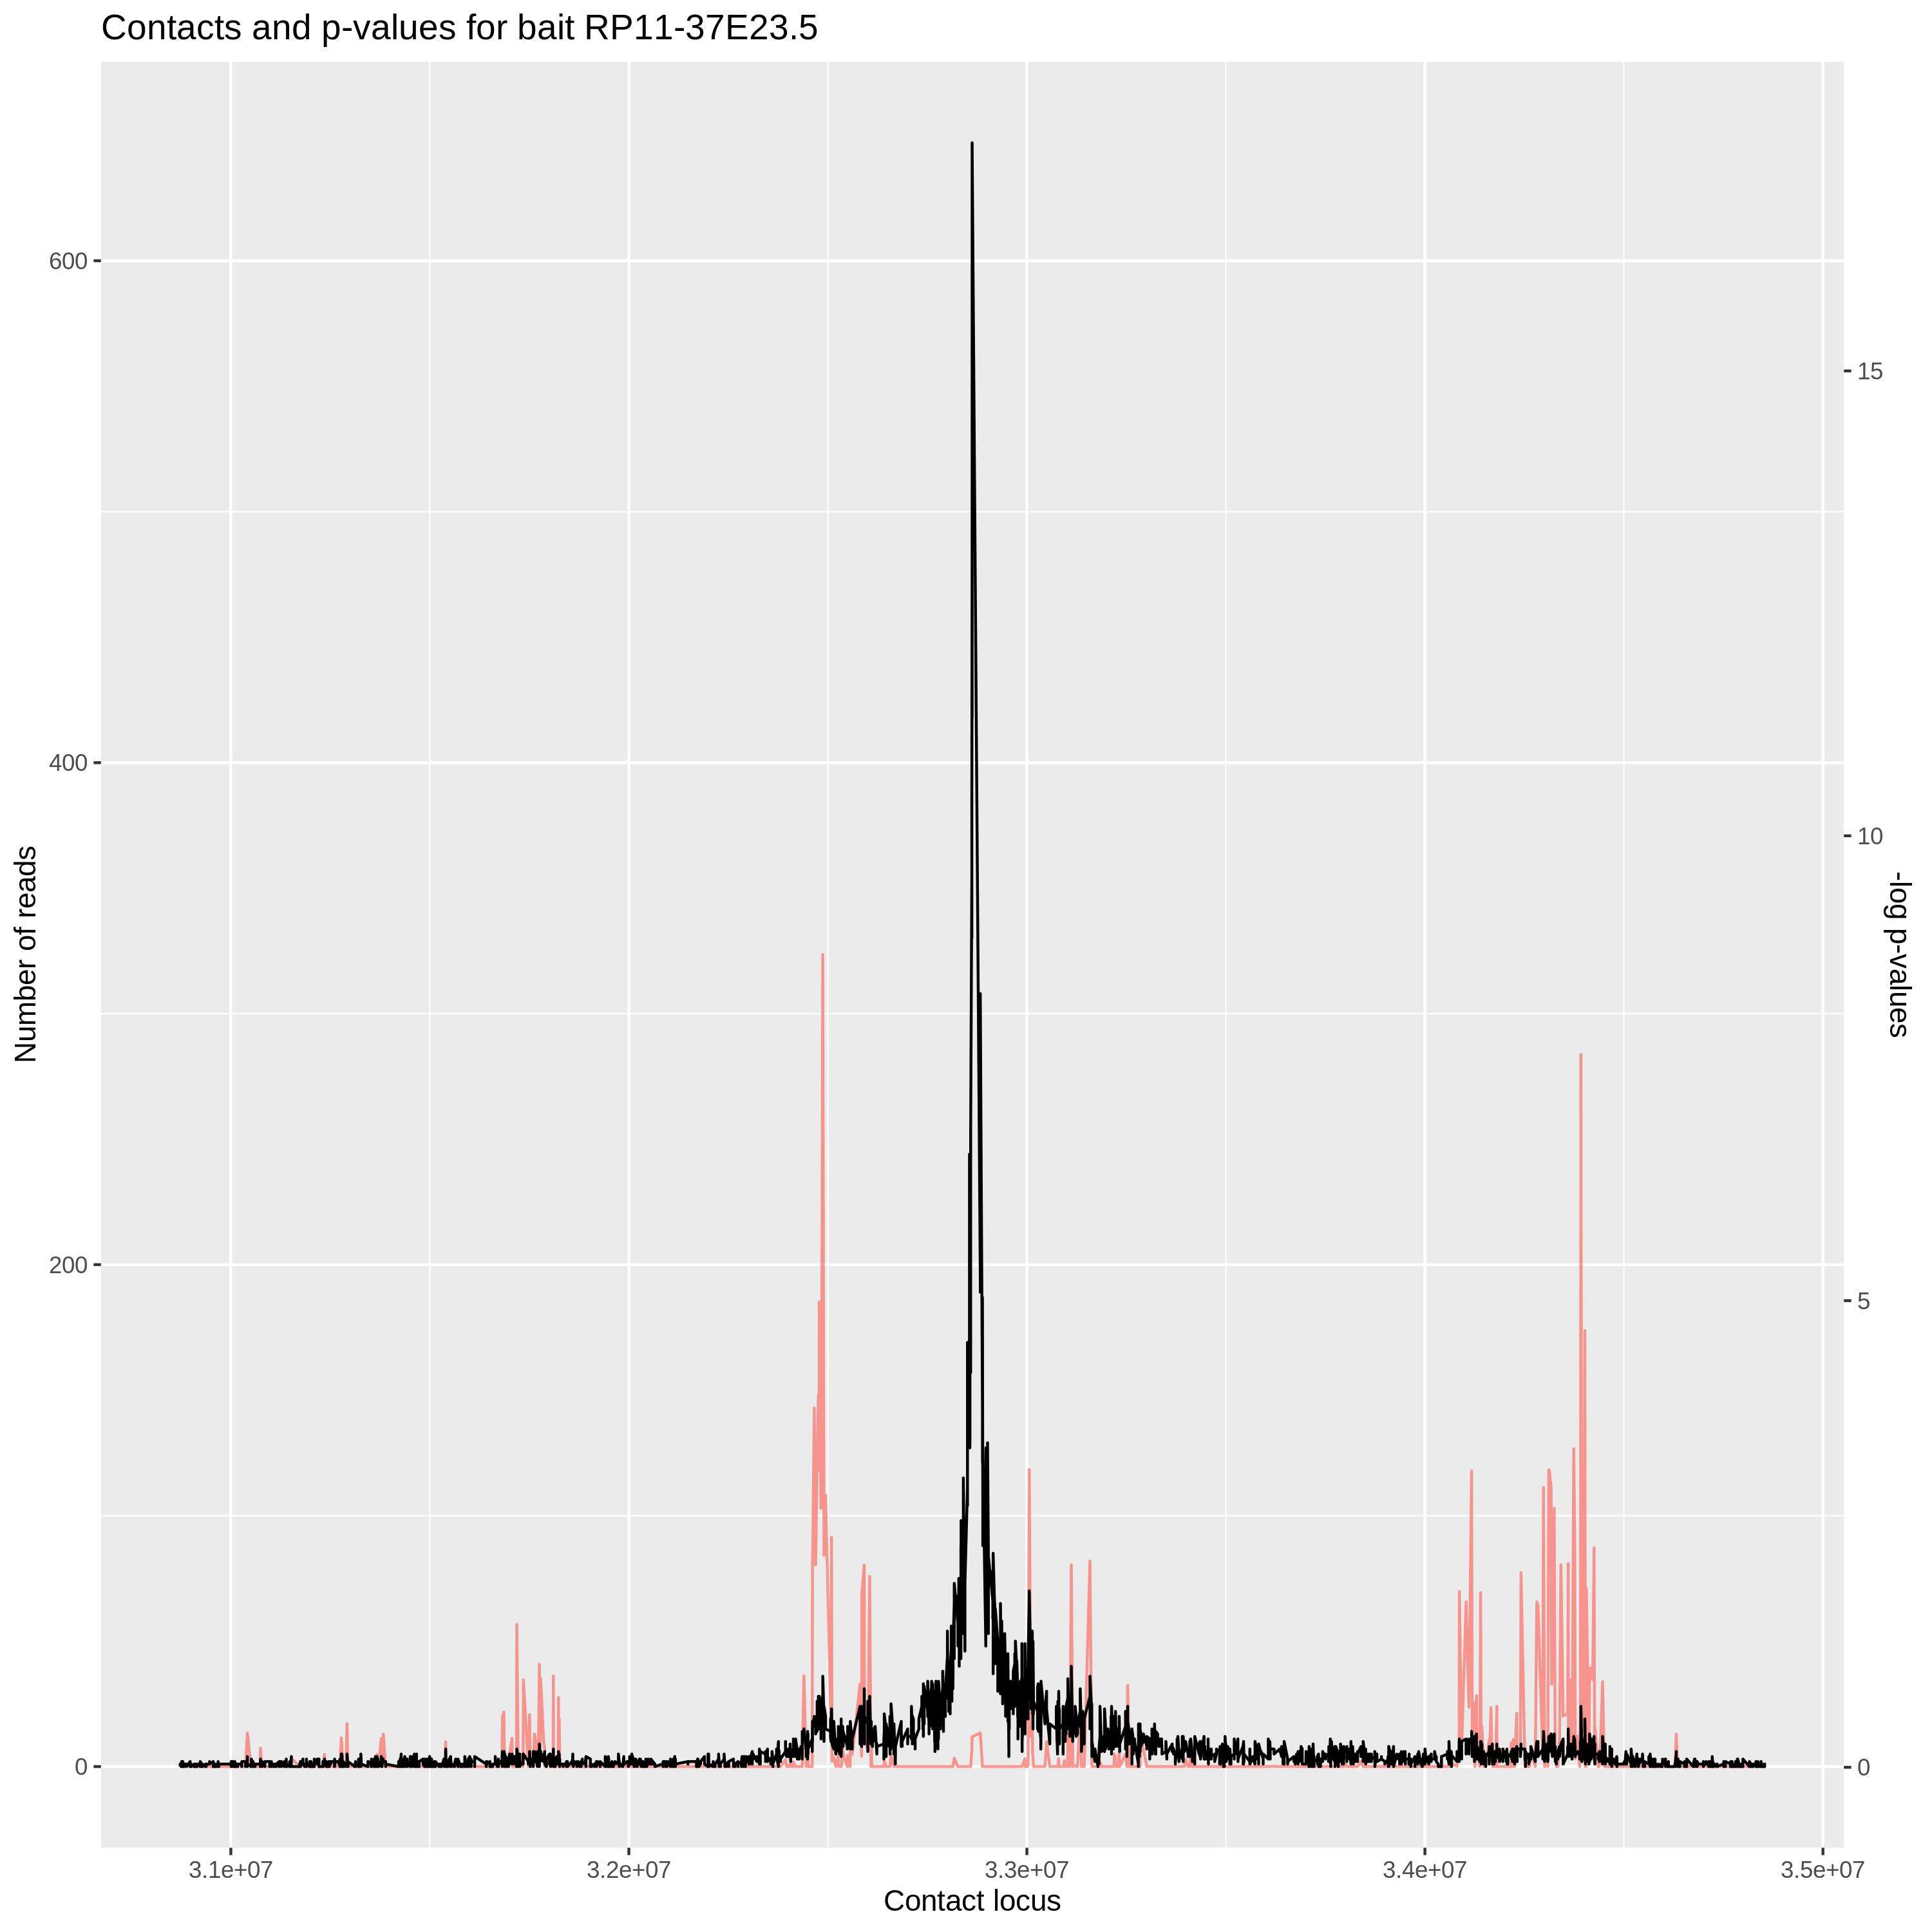 Contacts and p-values for bait RP11-37E23.5
600
400
200
0
15
10
5
0
Number of reads
-log p-values
3.1e+07
3.2e+07
3.3e+07
3.4e+07
3.5e+07
Contact locus